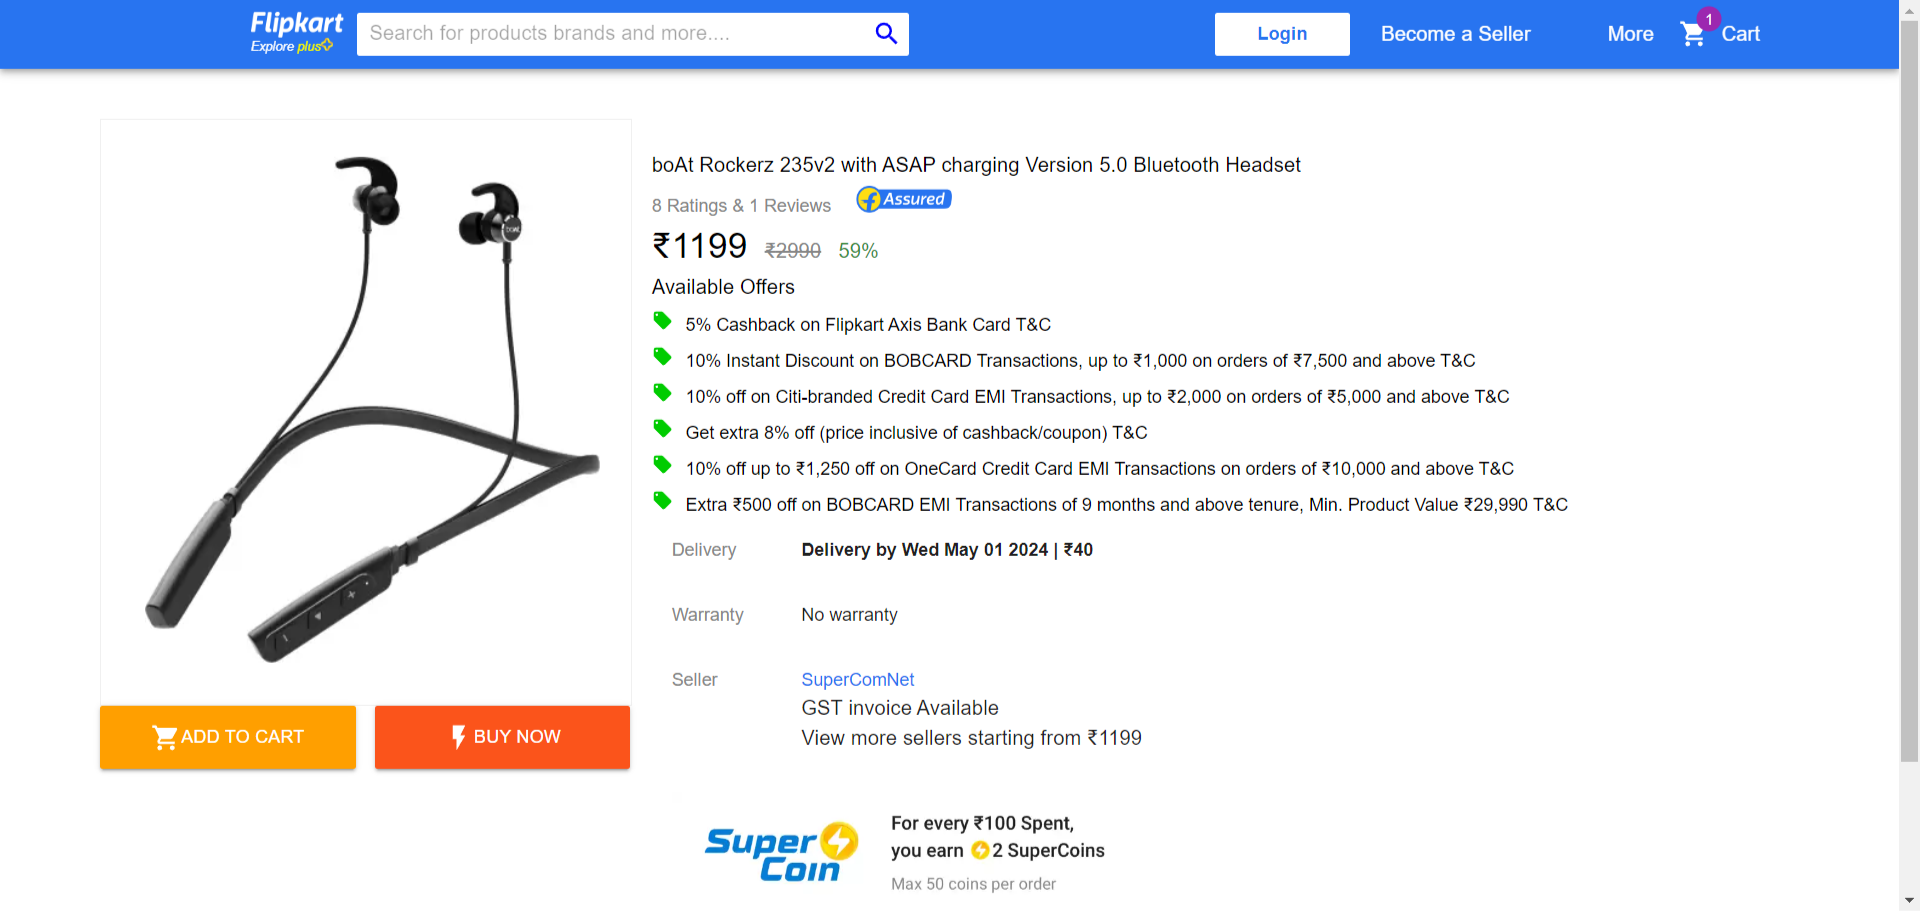 Flipkart
Explore plus
Search for products brands and more....
Login
Become a Seller
More
1
Cart
boAt Rockerz 235v2 with ASAP charging Version 5.0 Bluetooth Headset
8 Ratings & 1 Reviews
Assured
₹1199 ₹2990 59%
Available Offers
5% Cashback on Flipkart Axis Bank Card T&C
10% Instant Discount on BOBCARD Transactions, up to ₹1,000 on orders of ₹7,500 and above T&C
10% off on Citi-branded Credit Card EMI Transactions, up to ₹2,000 on orders of ₹5,000 and above T&C
Get extra 8% off (price inclusive of cashback/coupon) T&C
10% off up to ₹1,250 off on OneCard Credit Card EMI Transactions on orders of ₹10,000 and above T&C
Extra ₹500 off on BOBCARD EMI Transactions of 9 months and above tenure, Min. Product Value ₹29,990 T&C
Delivery Delivery by Wed May 01 2024 | ₹40
Warranty No warranty
Seller SuperComNet
GST invoice Available
View more sellers starting from ₹1199
ADD TO CART
BUY NOW
Super Coin
For every ₹100 Spent,
you earn 2 SuperCoins
Max 50 coins per order